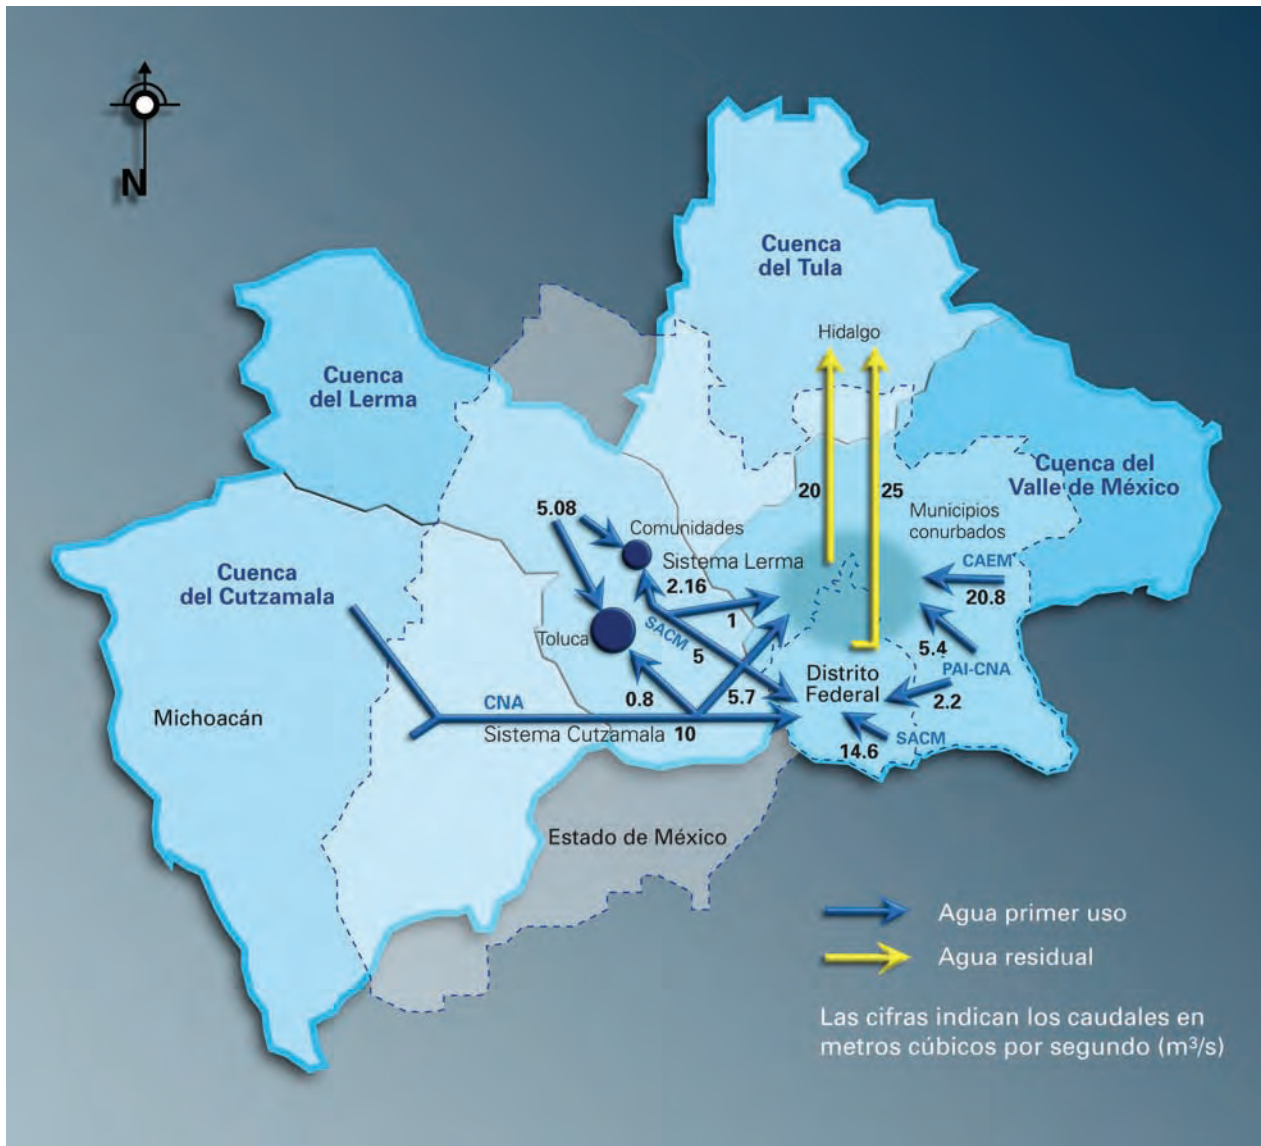 N
Cuenca
del Tula
Hidalgo
Cuenca
del Lerma
Cuenca del
Valle de México
20
25
Municipios
conurbados
5.08
Comunidades
Sistema Lerma
CAEM
20.8
Cuenca
del Cutzamala
2.16
1
SACM
Toluca
5
5.4
PAI-CNA
Distrito
Federal
2.2
0.8
5.7
CNA
Michoacán
Sistema Cutzamala
10
14.6
SACM
Estado de México
Agua primer uso
Agua residual
Las cifras indican los caudales en
metros cúbicos por segundo (m³/s)